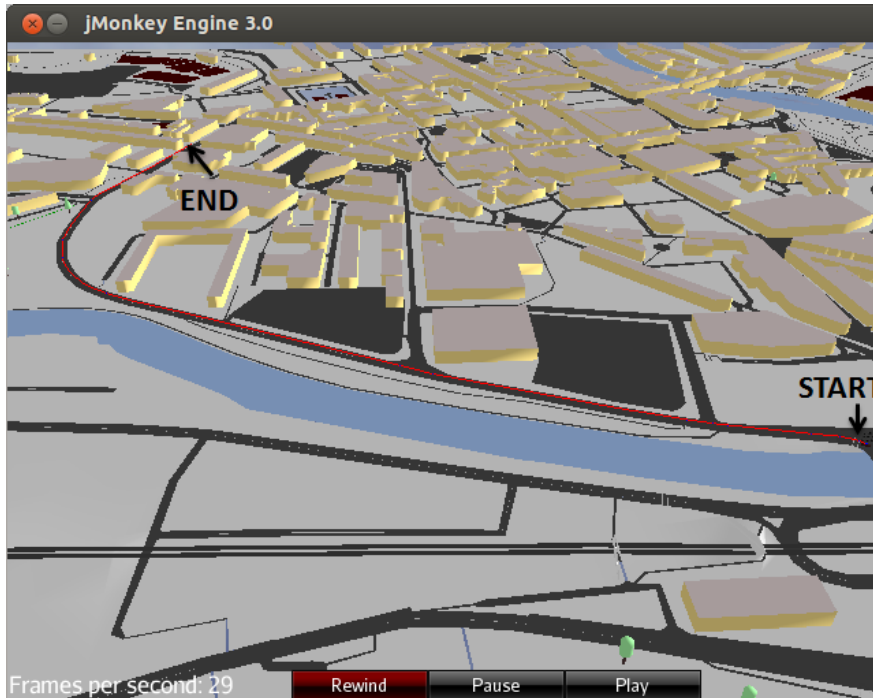 jMonkey Engine 3.0
END
START
Frames per second: 29
Rewind
Pause
Play